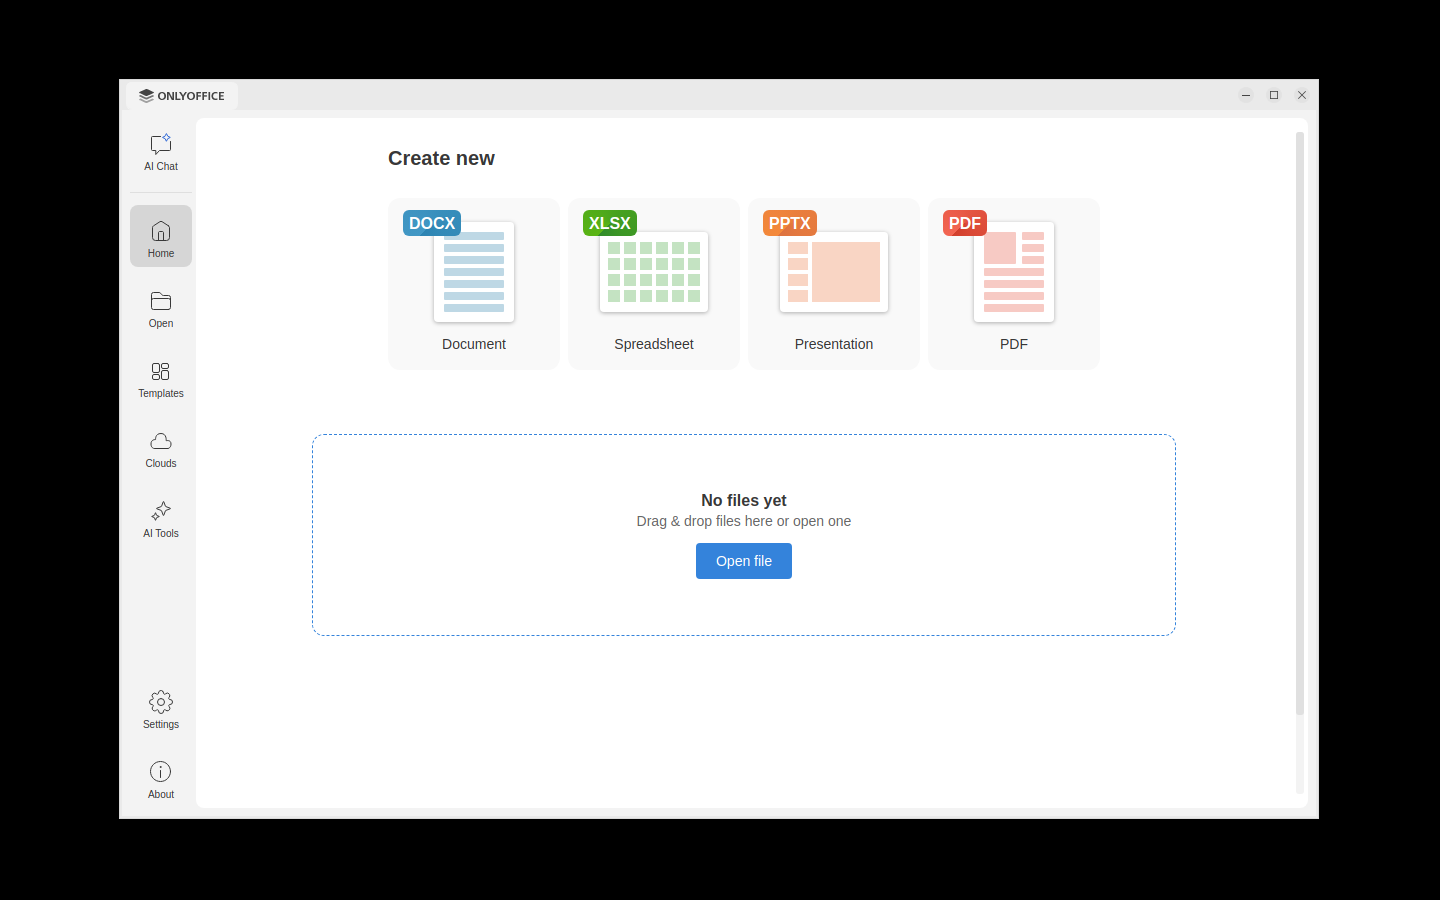 ONLYOFFICE
AI Chat
Home
Open
Templates
Clouds
AI Tools
Settings
About
Create new
DOCX
Document
XLSX
Spreadsheet
PPTX
Presentation
PDF
PDF
No files yet
Drag & drop files here or open one
Open file